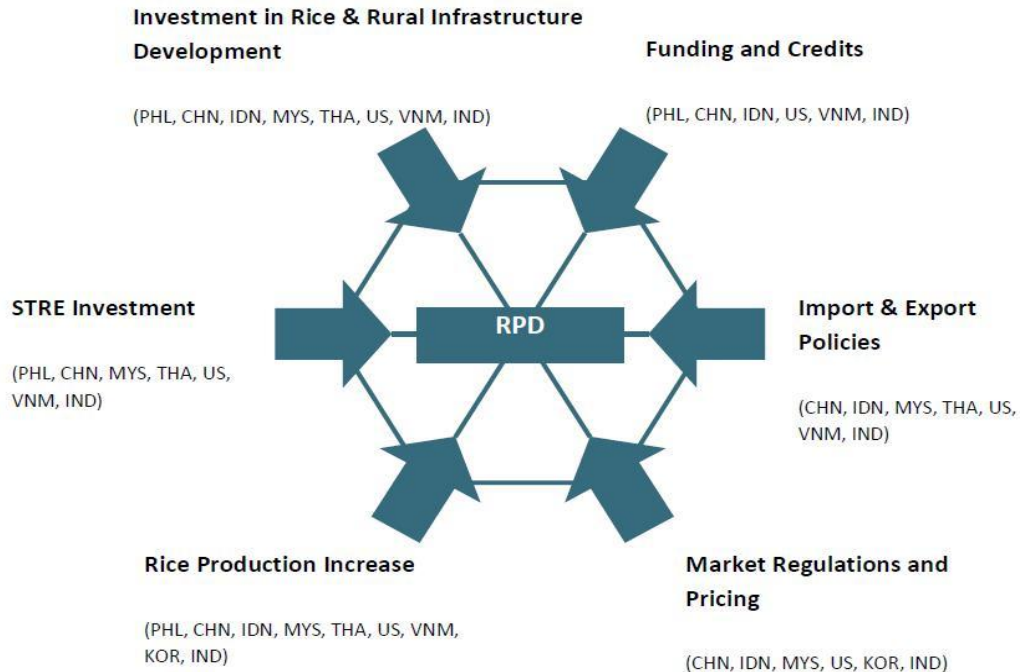 Investment in Rice & Rural Infrastructure
Development
(PHL, CHN, IDN, MYS, THA, US, VNM, IND)
Funding and Credits
(PHL, CHN, IDN, US, VNM, IND)
STRE Investment
(PHL, CHN, MYS, THA, US,
VNM, IND)
RPD
Import & Export
Policies
(CHN, IDN, MYS, THA, US,
VNM, IND)
Rice Production Increase
(PHL, CHN, IDN, MYS, THA, US, VNM,
KOR, IND)
Market Regulations and
Pricing
(CHN, IDN, MYS, US, KOR, IND)